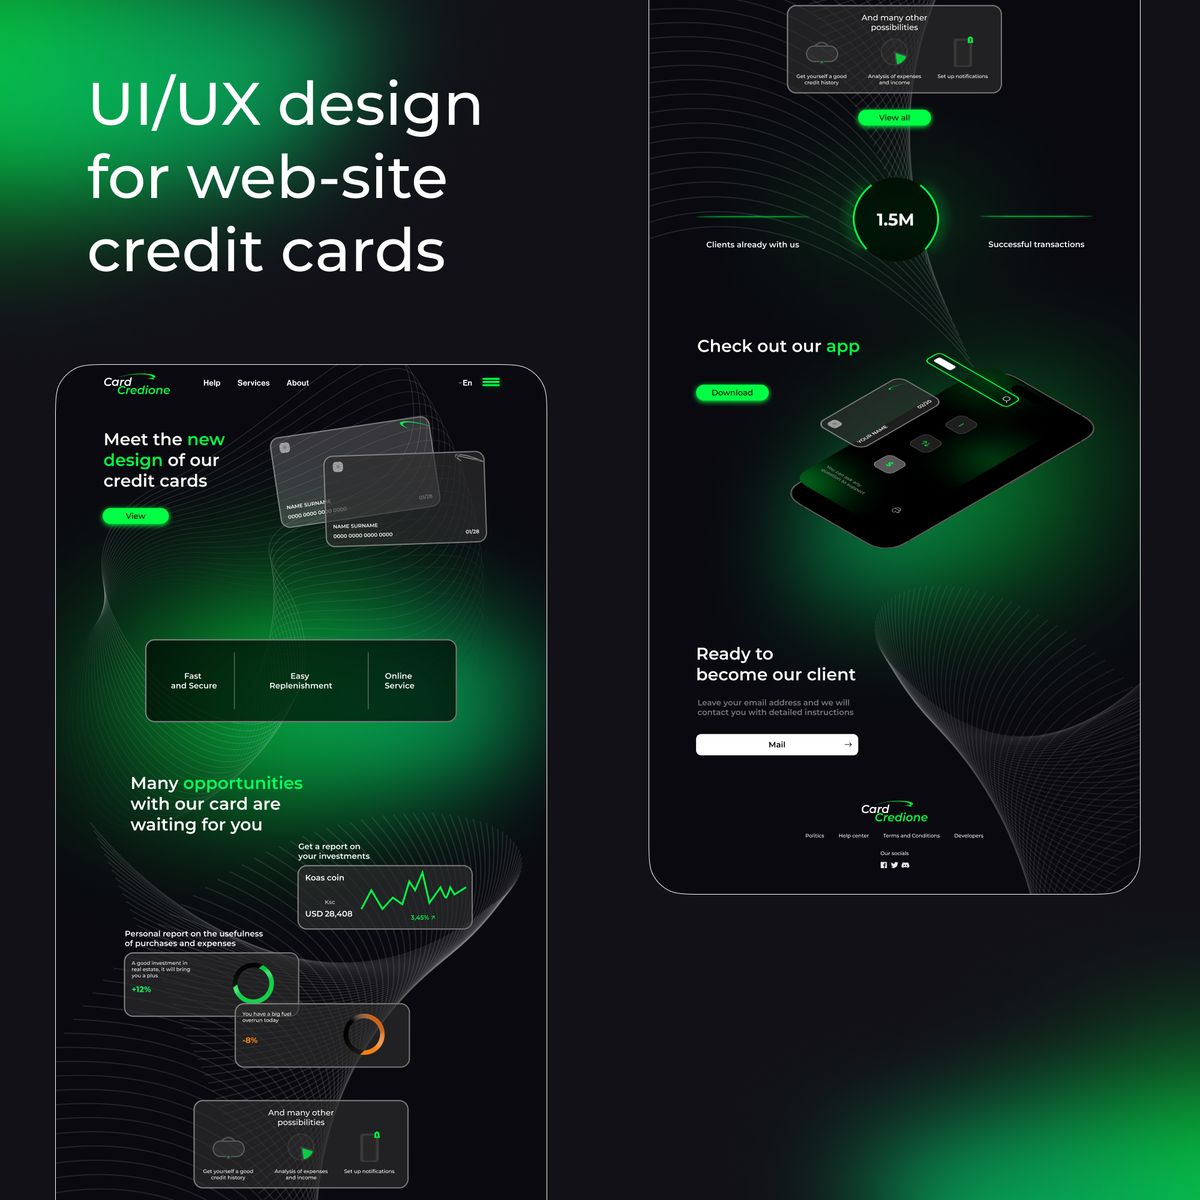 UI/UX design
for web-site
credit cards
Card
Credione
Help
Services
About
En
Meet the new
design of our
credit cards
View
NAME SURNAME
0000 0000 0000 0000
01/28
NAME SURNAME
0000 0000 0000 0000
01/28
Fast
and Secure
Easy
Replenishment
Online
Service
Many opportunities
with our card are
waiting for you
Get a report on
your investments
Koas coin
Ksc
USD 28,408
3,45%
Personal report on the usefulness
of purchases and expenses
A good investment in
real estate, it will bring
you a plus
+12%
You have a big fuel
overrun today
-8%
And many other
possibilities
Get yourself a good
credit history
Analysis of expenses
and income
Set up notifications
And many other
possibilities
Get yourself a good
credit history
Analysis of expenses
and income
Set up notifications
View all
1.5M
Clients already with us
Successful transactions
Check out our app
Download
YOUR NAME
02/30
You can ask any
question to support
Ready to
become our client
Leave your email address and we will
contact you with detailed instructions
Mail
Card
Credione
Politics
Help center
Terms and Conditions
Developers
Our socials